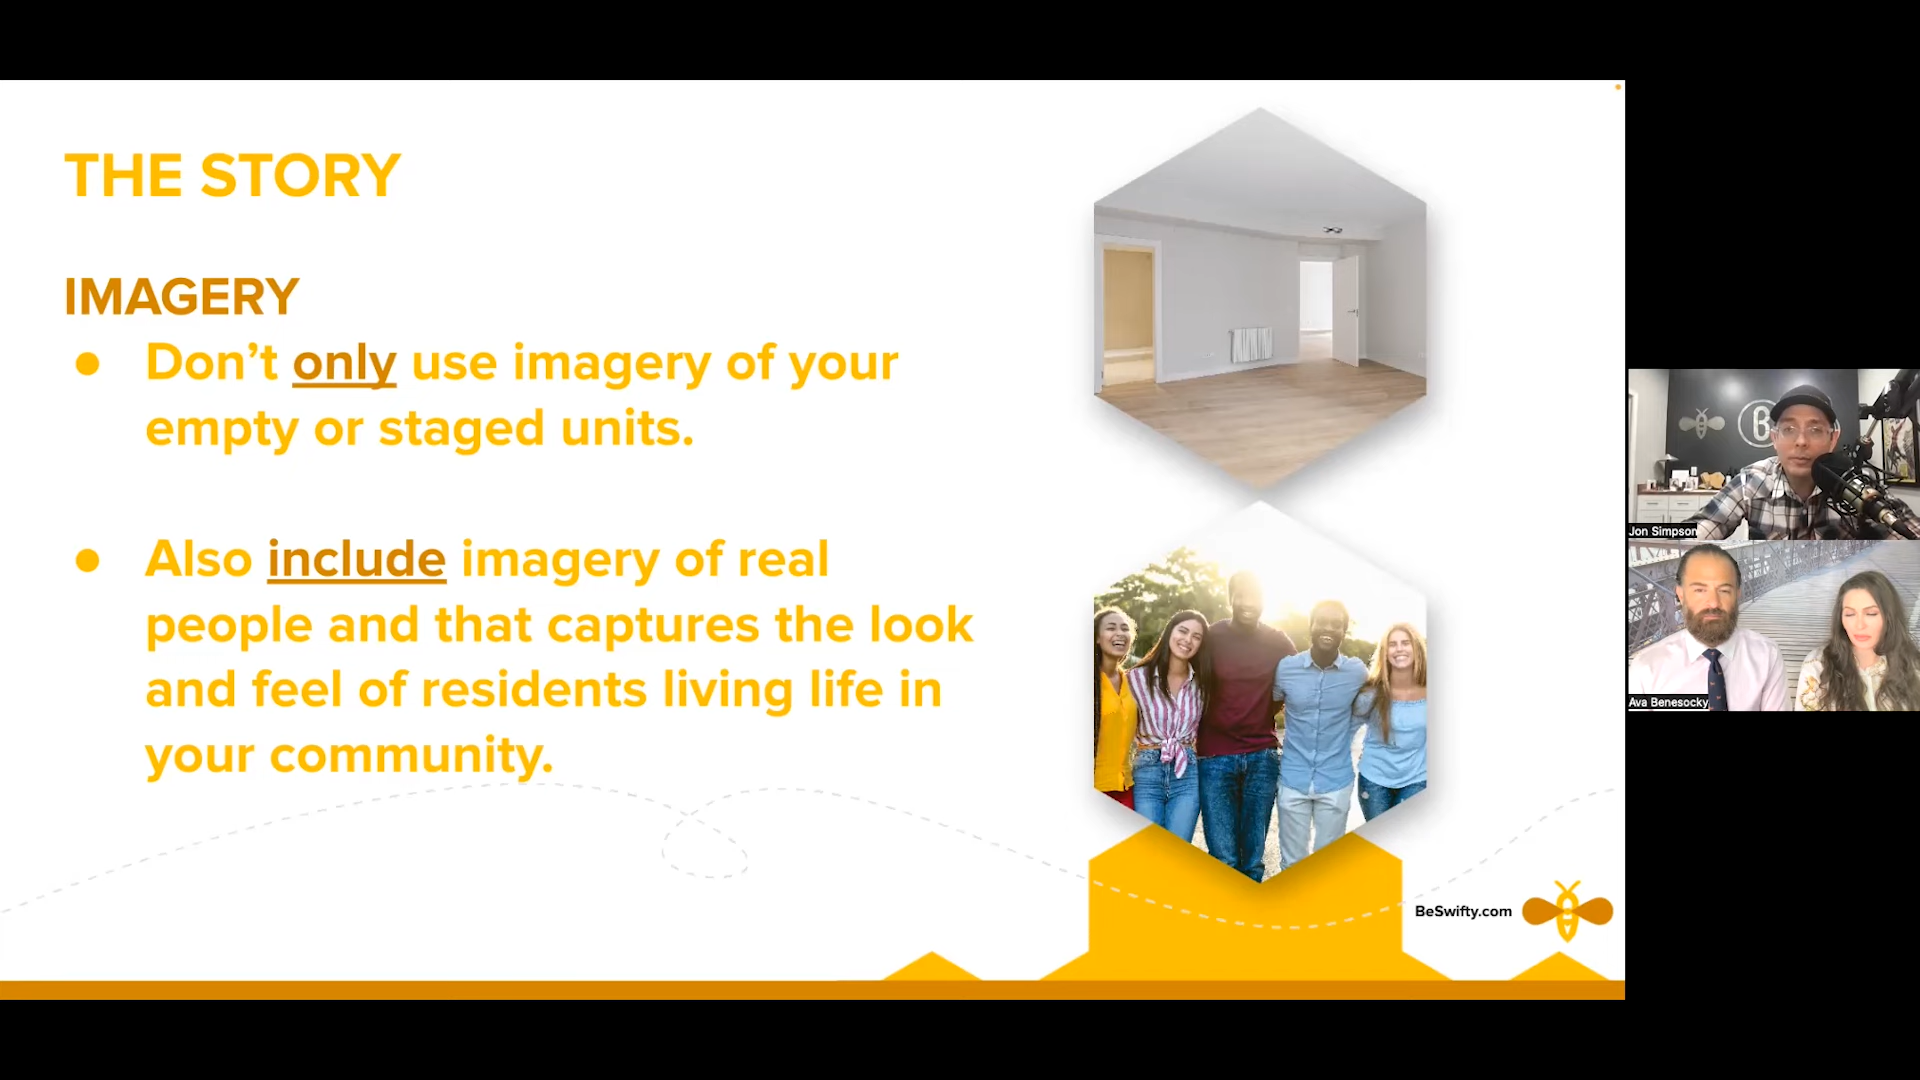 THE STORY
IMAGERY
● Don’t only use imagery of your
empty or staged units.
● Also include imagery of real
people and that captures the look
and feel of residents living life in
your community.
BeSwifty.com
Jon Simpson
Ava Benesocky